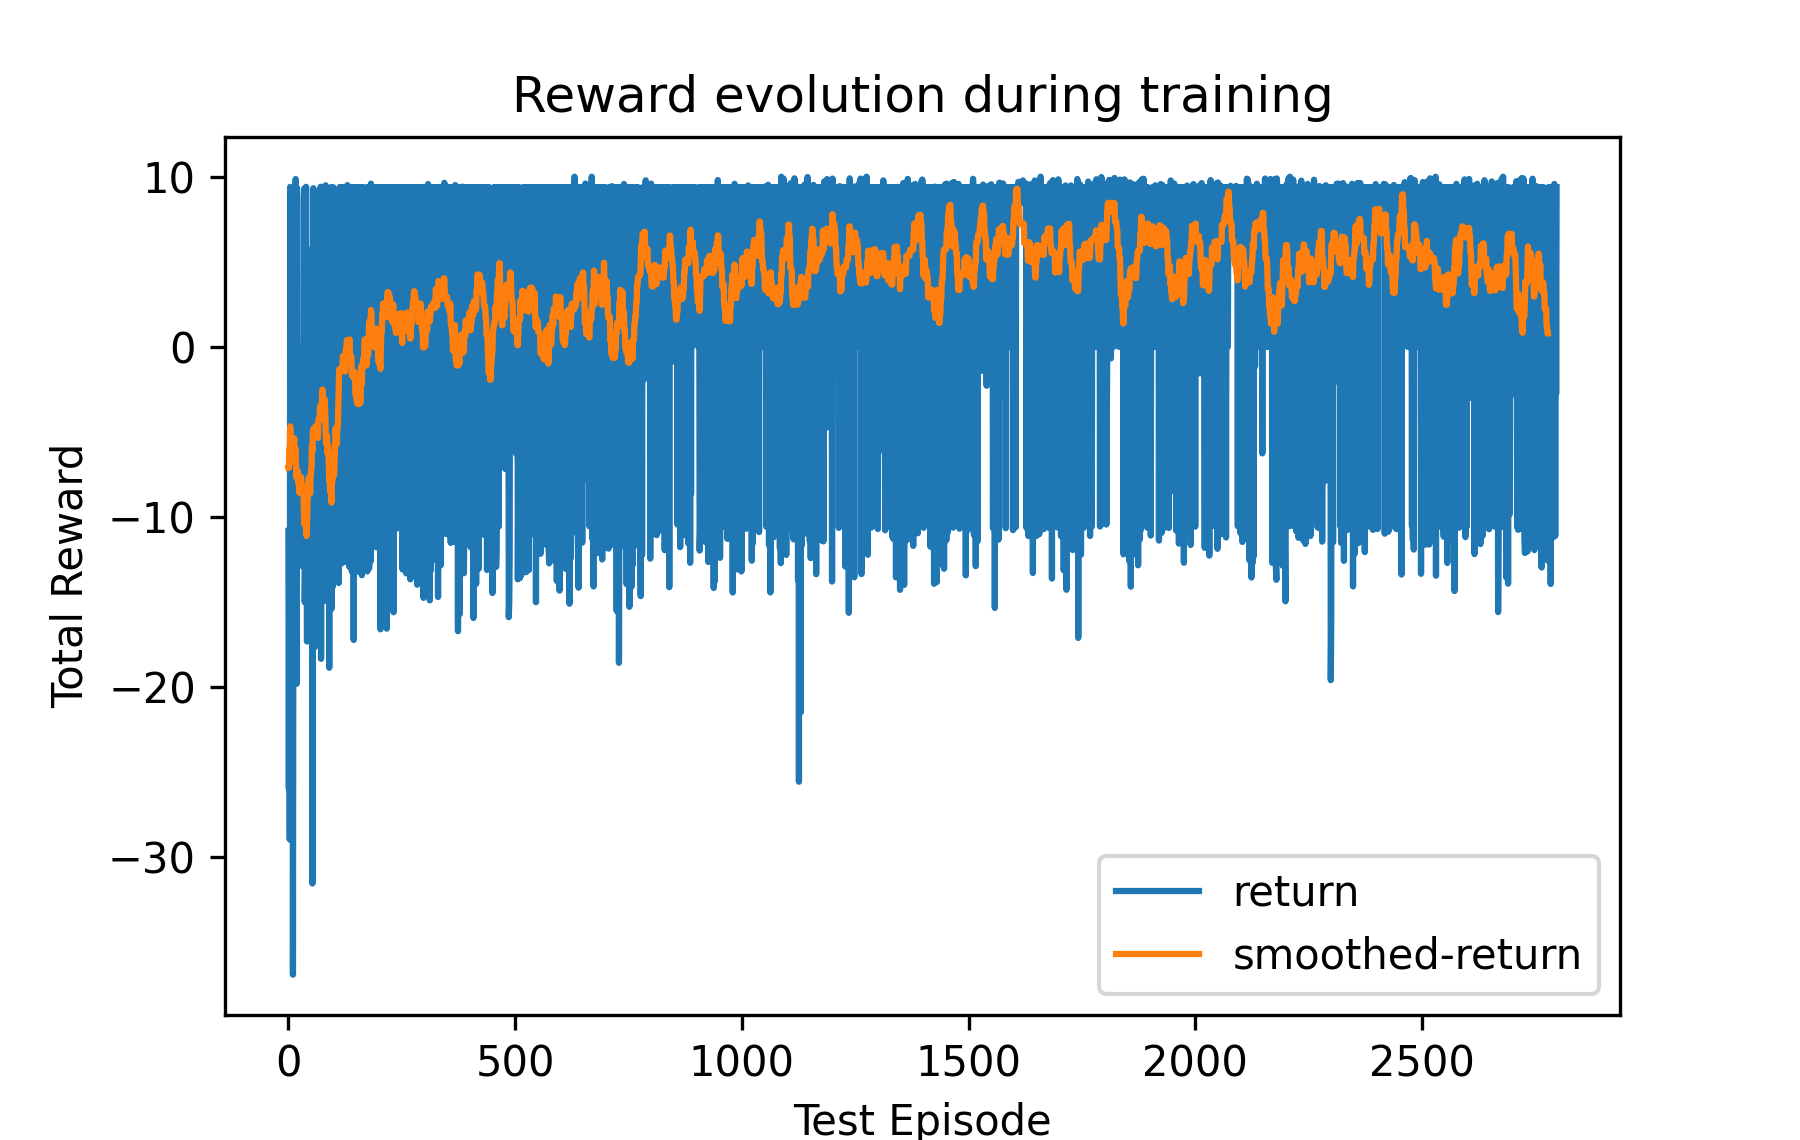 Reward evolution during training
10
0
−10
−20
−30
Total Reward
return
smoothed-return
0 500 1000 1500 2000 2500
Test Episode